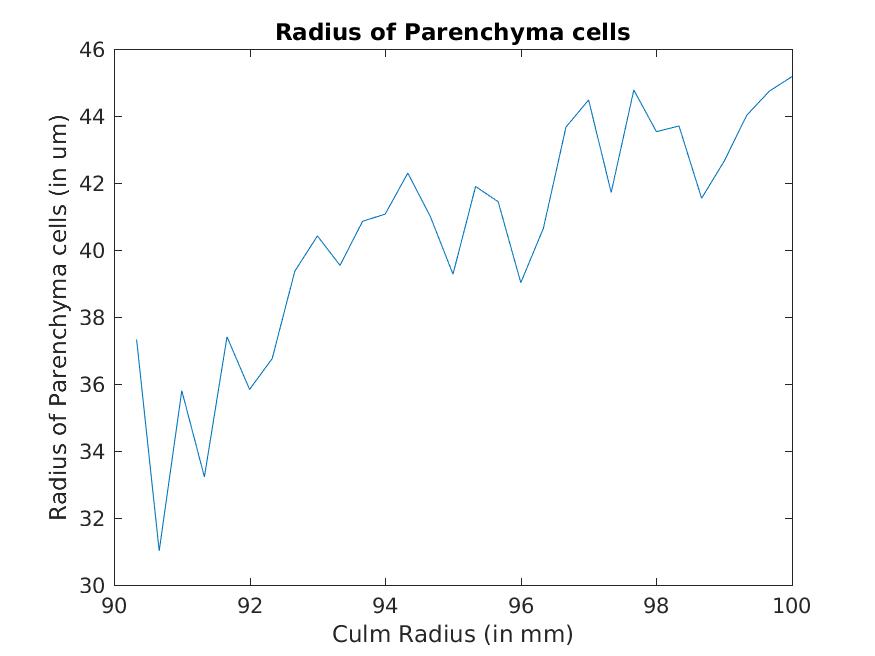 Radius of Parenchyma cells
Radius of Parenchyma cells (in um)
46
44
42
40
38
36
34
32
30
90 92 94 96 98 100
Culm Radius (in mm)